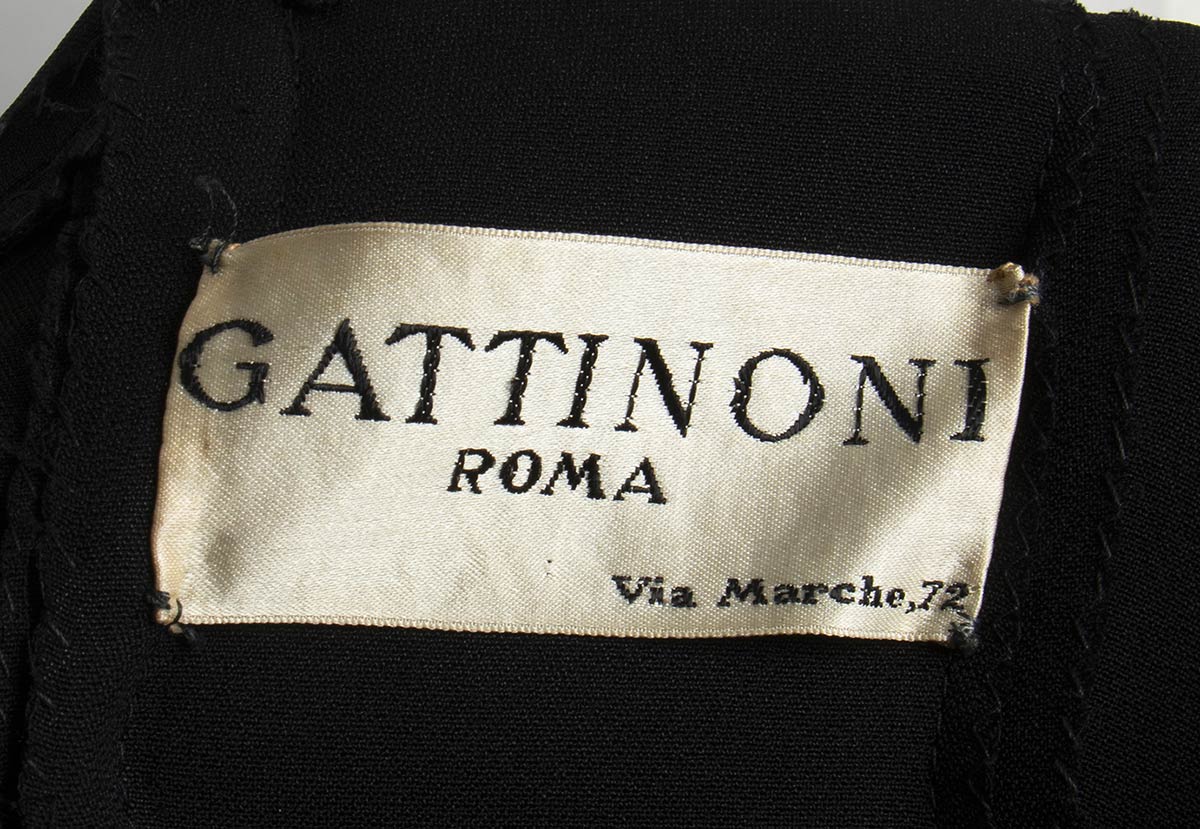 GATTINONI
ROMA
Via Marche,72